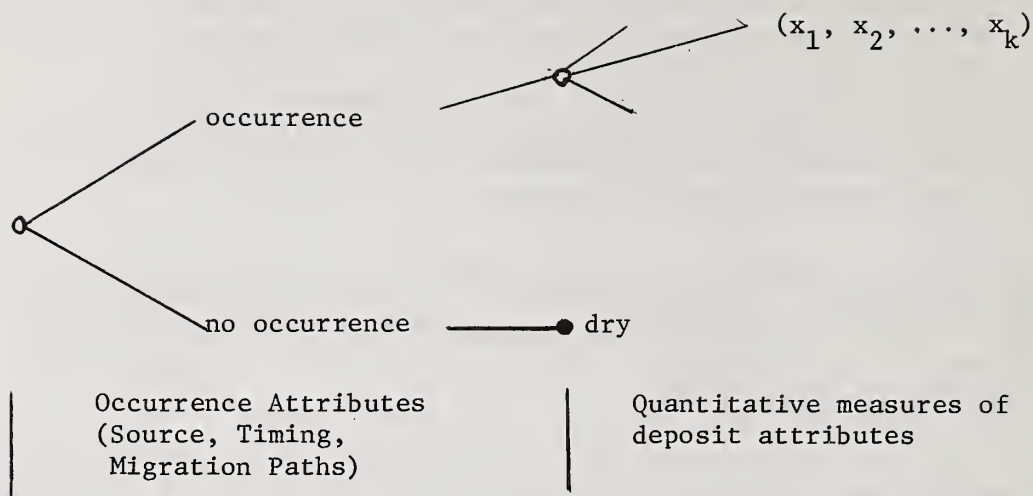 (x1, x2, ..., xk)
occurrence
no occurrence
dry
Occurrence Attributes
(Source, Timing,
Migration Paths)
Quantitative measures of
deposit attributes